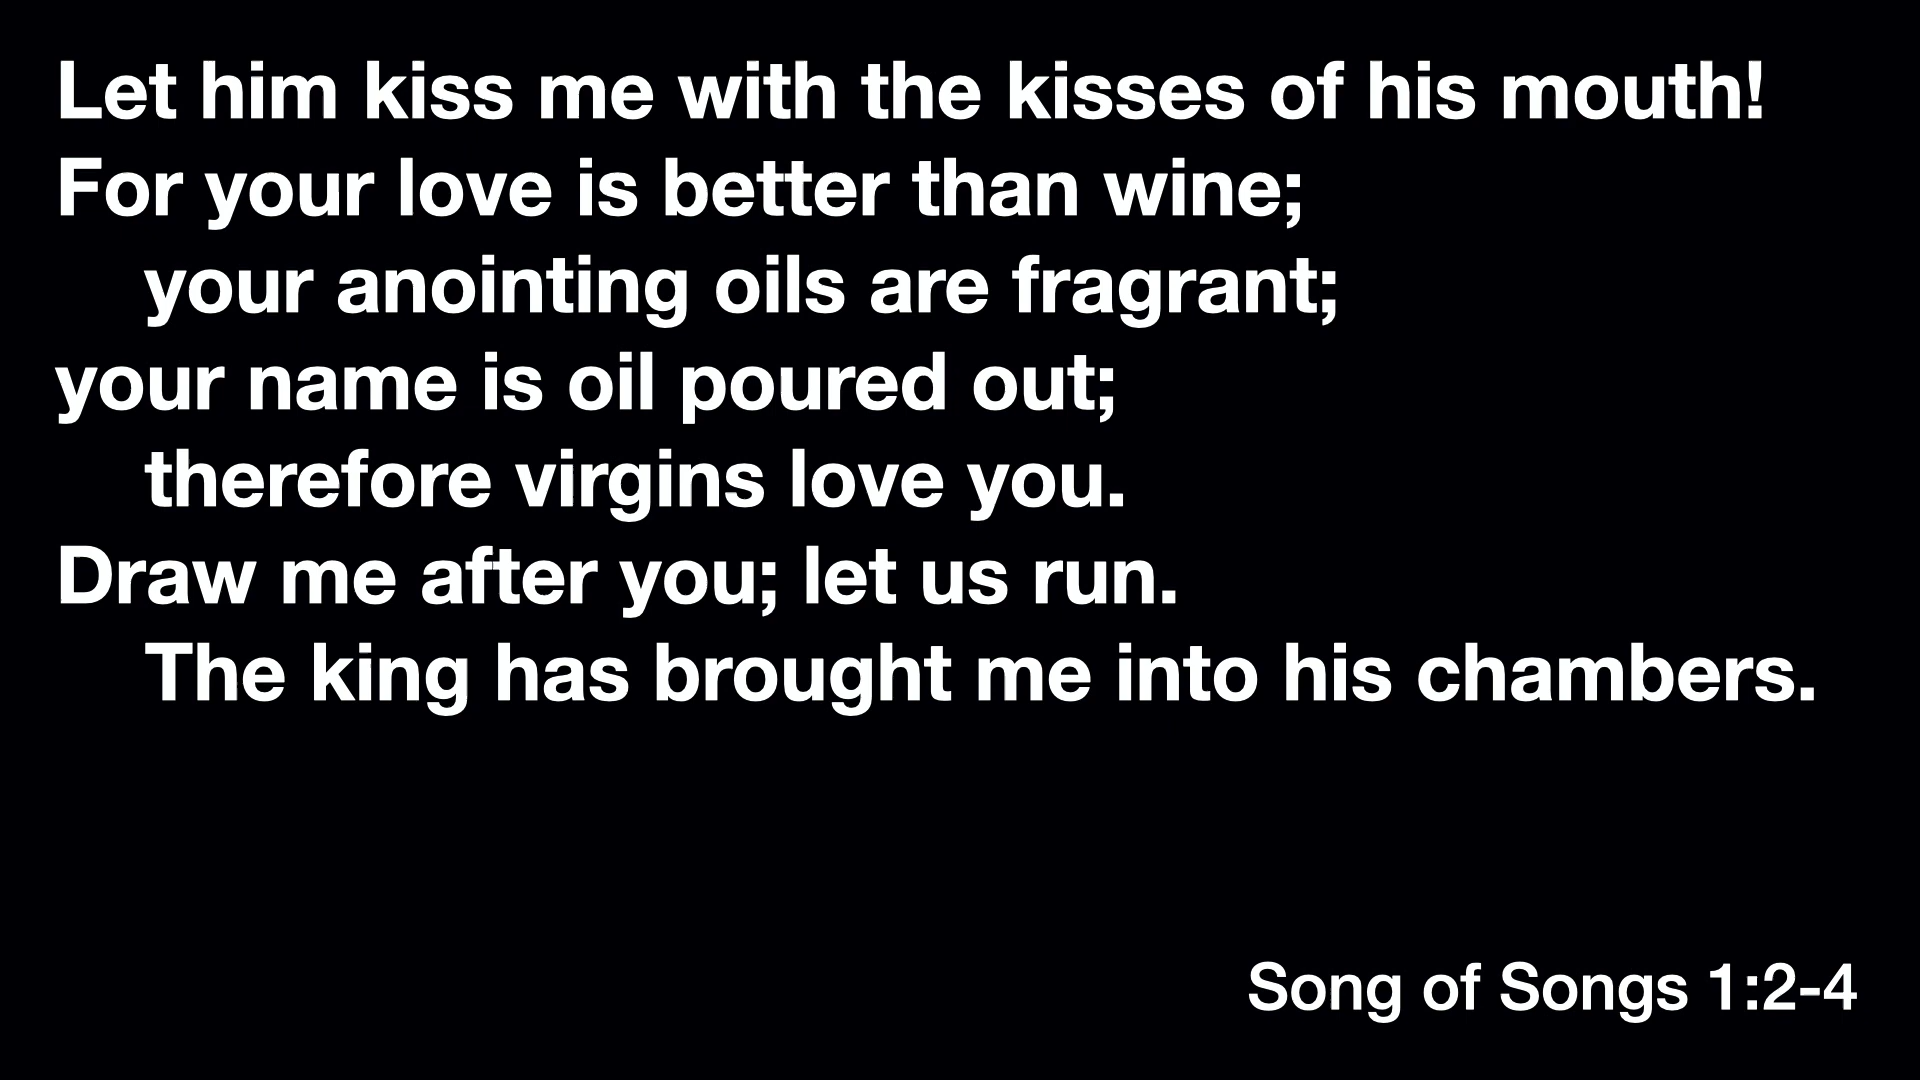 Let him kiss me with the kisses of his mouth!
For your love is better than wine;
your anointing oils are fragrant;
your name is oil poured out;
therefore virgins love you.
Draw me after you; let us run.
The king has brought me into his chambers.
Song of Songs 1:2-4